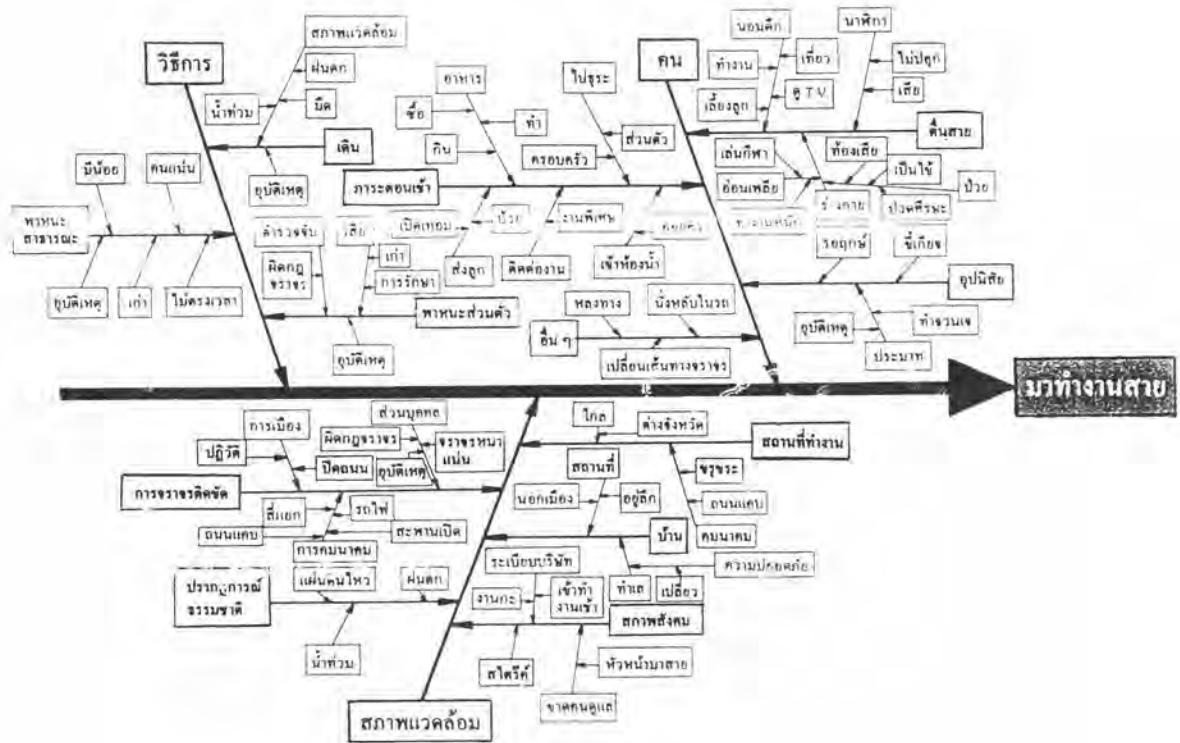 วิธีการ
สภาพแวดล้อม
ฝนตก
น้ำท่วม
มืด
เดิน
อุบัติเหตุ
มีน้อย
คนแน่น
พาหนะ
สาธารณะ
อุบัติเหตุ
เก่า
ไม่ตรงเวลา
ตำรวจจับ
เสีย
ผิดกฎ
จราจร
เก่า
การรักษา
พาหนะส่วนตัว
อุบัติเหตุ
คน
นอนดึก
นาฬิกา
ทำงาน
เที่ยว
ไม่ปลุก
เลี้ยงลูก
ดู T.V.
เสีย
ตื่นสาย
อาหาร
ไปธุระ
ซื้อ
ทำ
ส่วนตัว
กิน
ครอบครัว
ภาระตอนเช้า
เปิดเทอม
ป่วย
งานพิเศษ
ส่งลูก
ติดต่องาน
เข้าห้องน้ำ
เล่นกีฬา
ท้องเสีย
เป็นไข้
ป่วย
อ่อนเพลีย
ทำงานหนัก
ร่างกาย
ปวดศีรษะ
รอฤกษ์
ขี้เกียจ
อุปนิสัย
อุบัติเหตุ
ทำจวนเจ
ประมาท
หลงทาง
นั่งหลับในรถ
อื่น ๆ
เปลี่ยนเส้นทางจราจร
มาทำงานสาย
การเมือง
ส่วนบุคคล
ปฏิวัติ
ปิดถนน
ผิดกฎจราจร
จราจรหนา
แน่น
อุบัติเหตุ
การจราจรติดขัด
สี่แยก
รถไฟ
ถนนแคบ
สะพานเปิด
การคมนาคม
ปรากฏการณ์
ธรรมชาติ
แผ่นดินไหว
ฝนตก
น้ำท่วม
ไกล
ต่างจังหวัด
สถานที่ทำงาน
ขรุขระ
ถนนแคบ
คมนาคม
สถานที่
นอกเมือง
อยู่ลึก
บ้าน
ทำเล
ความปลอดภัย
เปลี่ยว
ระเบียบบริษัท
งานกะ
เข้าทำ
งานเช้า
สภาพสังคม
สไตร๊ค์
หัวหน้ามาสาย
ขาดคนดูแล
สภาพแวดล้อม